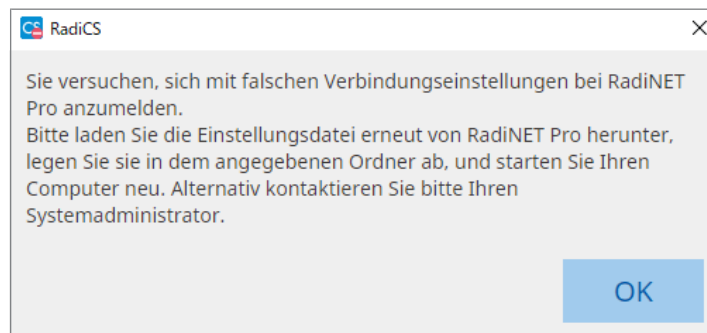 CS RadiCS
Sie versuchen, sich mit falschen Verbindungseinstellungen bei RadiNET
Pro anzumelden.
Bitte laden Sie die Einstellungsdatei erneut von RadiNET Pro herunter,
legen Sie sie in dem angegebenen Ordner ab, und starten Sie Ihren
Computer neu. Alternativ kontaktieren Sie bitte Ihren
Systemadministrator.
OK